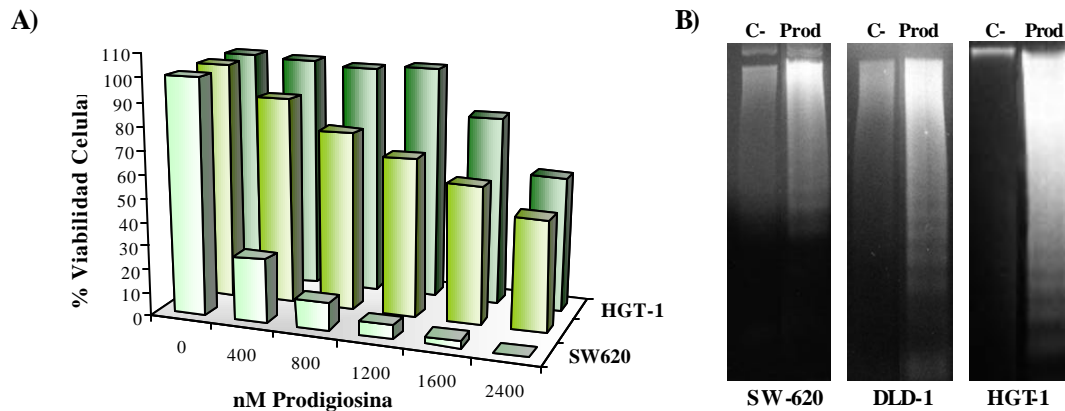 A)
% Viabilidad Celular
110
100
90
80
70
60
50
40
30
20
10
0
0
400
800
1200
1600
2400
nM Prodigiosina
SW620
HGT-1
B)
C- Prod
C- Prod
C- Prod
SW-620
DLD-1
HGT-1